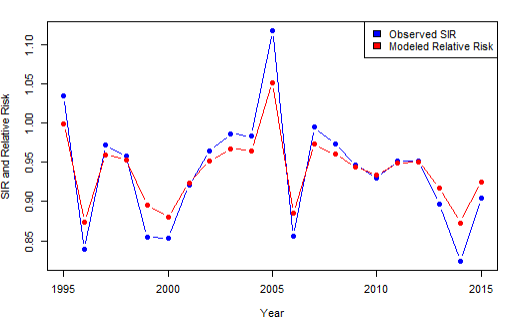 Observed SIR
Modeled Relative Risk
SIR and Relative Risk
1.10
1.05
1.00
0.95
0.90
0.85
1995
2000
2005
2010
2015
Year